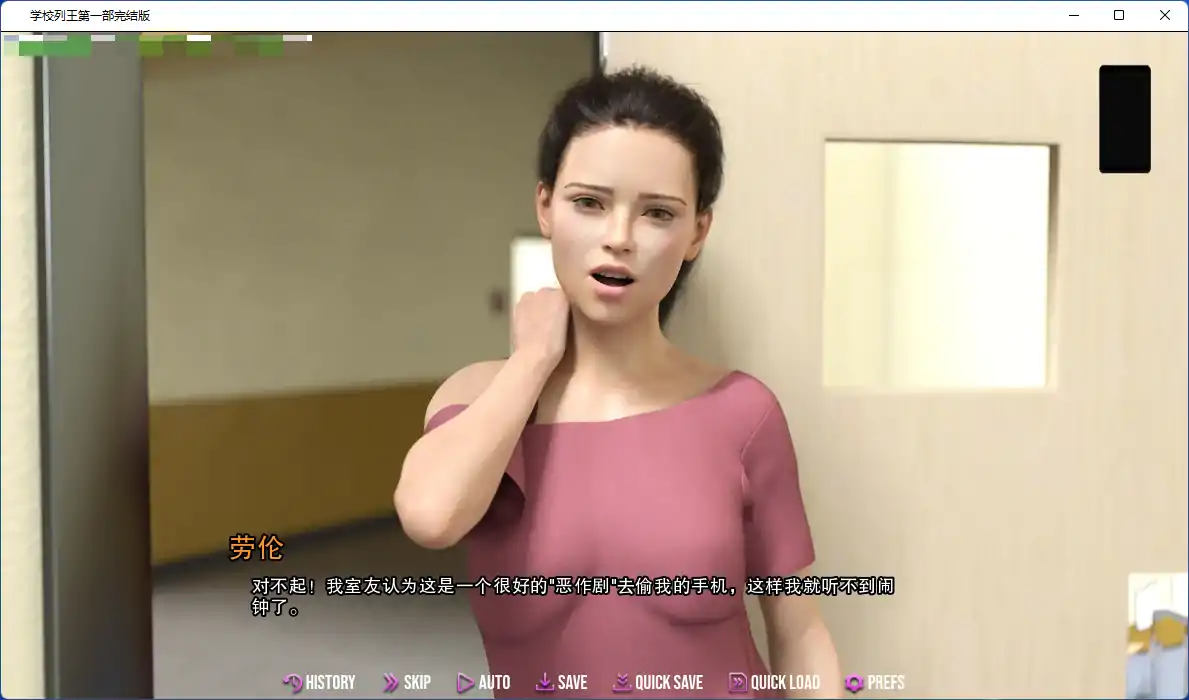 学校列王第一部完结版
劳伦
对不起！我室友认为这是一个很好的"恶作剧"去偷我的手机，这样我就听不到闹
钟了。
HISTORY SKIP AUTO SAVE QUICK SAVE QUICK LOAD PREFS